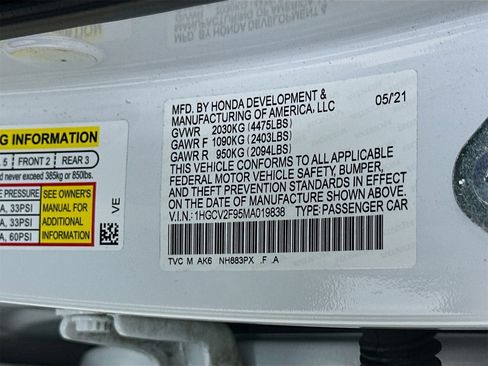 MFD. BY HONDA DEVELOPMENT &
MANUFACTURING OF AMERICA, LLC
05/21
GVWR 2030KG (4475LBS)
GAWR F 1090KG (2403LBS)
GAWR R 950KG (2094LBS)
THIS VEHICLE CONFORMS TO ALL APPLICABLE
FEDERAL MOTOR VEHICLE SAFETY, BUMPER,
AND THEFT PREVENTION STANDARDS IN EFFECT
ON THE DATE OF MANUFACTURE SHOWN ABOVE.
V.I.N.: 1HGCV2F95MA019838 TYPE: PASSENGER CAR
TVC M AK6 NH883PX .F .A
G INFORMATION
5 | FRONT 2 | REAR 3
never exceed 385kg or 850lbs.
E PRESSURE
A, 33PSI
A, 33PSI
A, 60PSI
SEE OWNER'S
MANUAL FOR
ADDITIONAL
INFORMATION
VE